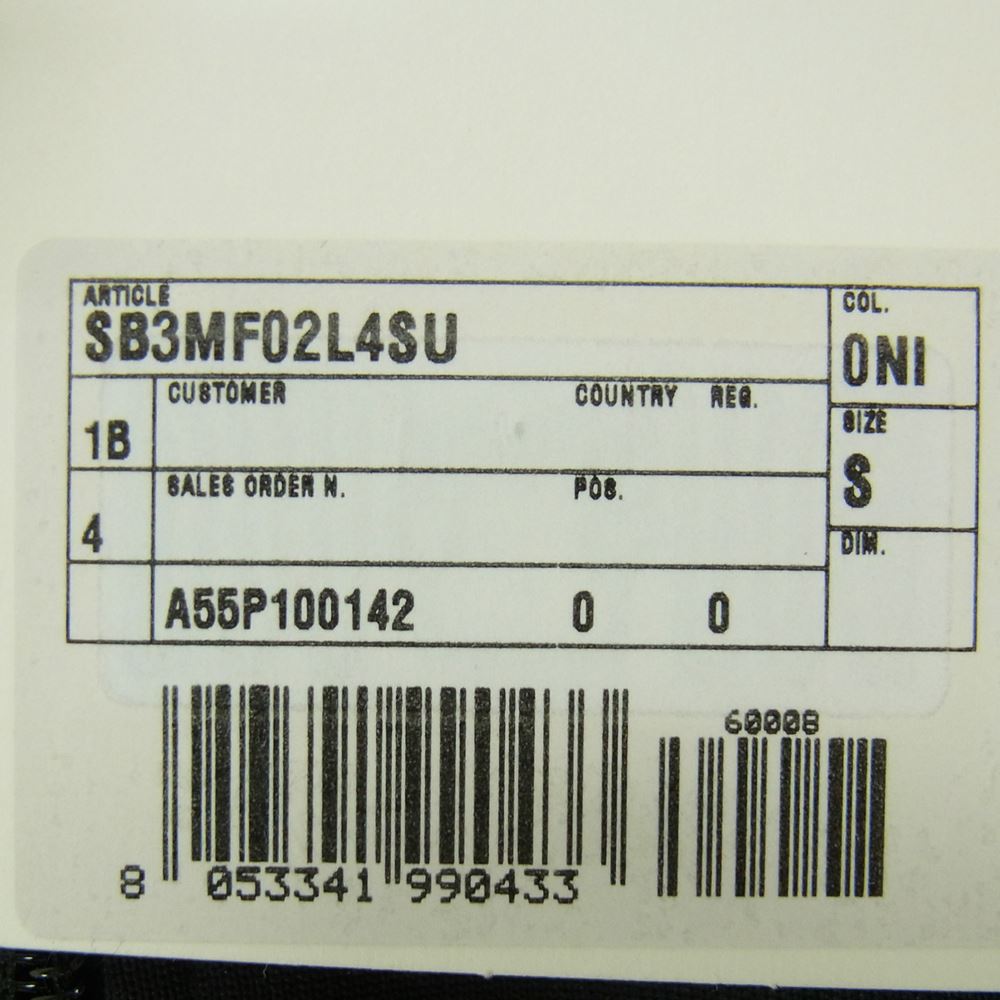 ARTICLE
SB3MF02L4SU
COL.
0NI
1B
CUSTOMER
COUNTRY REG.
SIZE
S
4
SALES ORDER N.
POS.
DIM.
A55P100142 0 0
60008
8 053341 990433